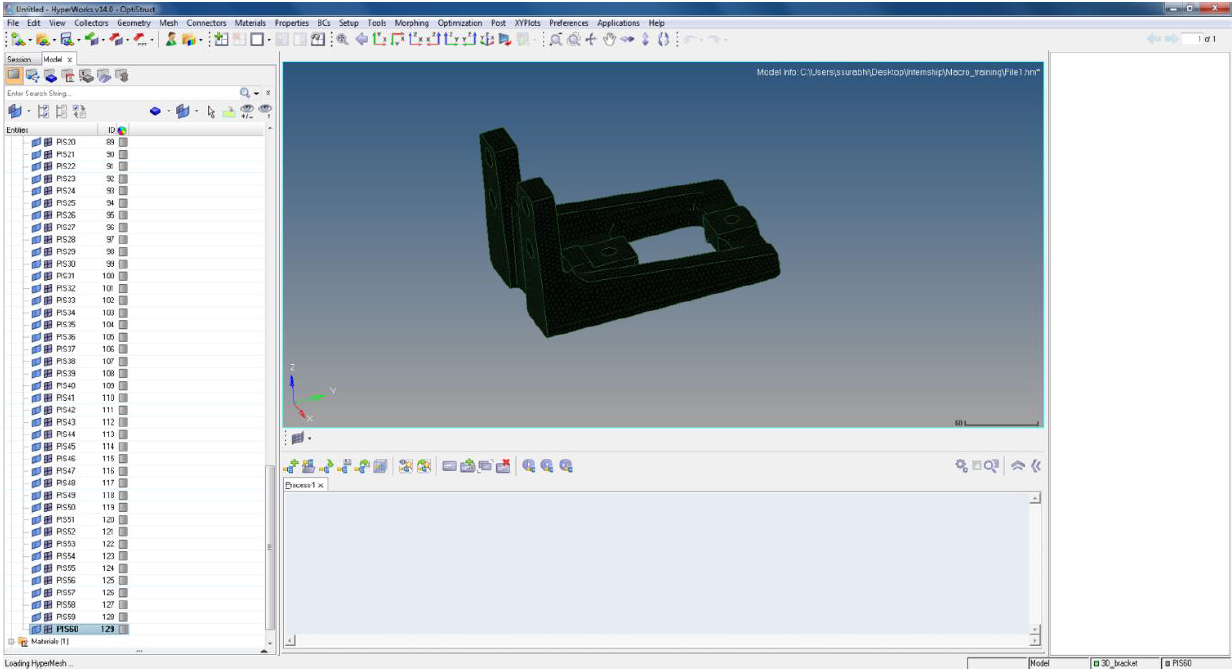 Untitled - HyperWorks v14.0 - OptiStruct
File Edit View Collectors Geometry Mesh Connectors Materials Properties BCs Setup Tools Morphing Optimization Post XYPlots Preferences Applications Help
1 of 1
Session Model x
Model Info: C:\Users\ssurabhi\Desktop\Internship\Macro_training\File1.hm*
Enter Search String...
Entities ID
PIS20 89
PIS21 90
PIS22 91
PIS23 92
PIS24 93
PIS25 94
PIS26 95
PIS27 96
PIS28 97
PIS29 98
PIS30 99
PIS31 100
PIS32 101
PIS33 102
PIS34 103
PIS35 104
PIS36 105
PIS37 106
PIS38 107
PIS39 108
PIS40 109
PIS41 110
PIS42 111
PIS43 112
PIS44 113
PIS45 114
PIS46 115
PIS47 116
PIS48 117
PIS49 118
PIS50 119
PIS51 120
PIS52 121
PIS53 122
PIS54 123
PIS55 124
PIS56 125
PIS57 126
PIS58 127
PIS59 128
PIS60 129
Materials (1)
Z
Y
X
Process1 x
Loading HyperMesh ...
Model
3D_bracket
PIS60